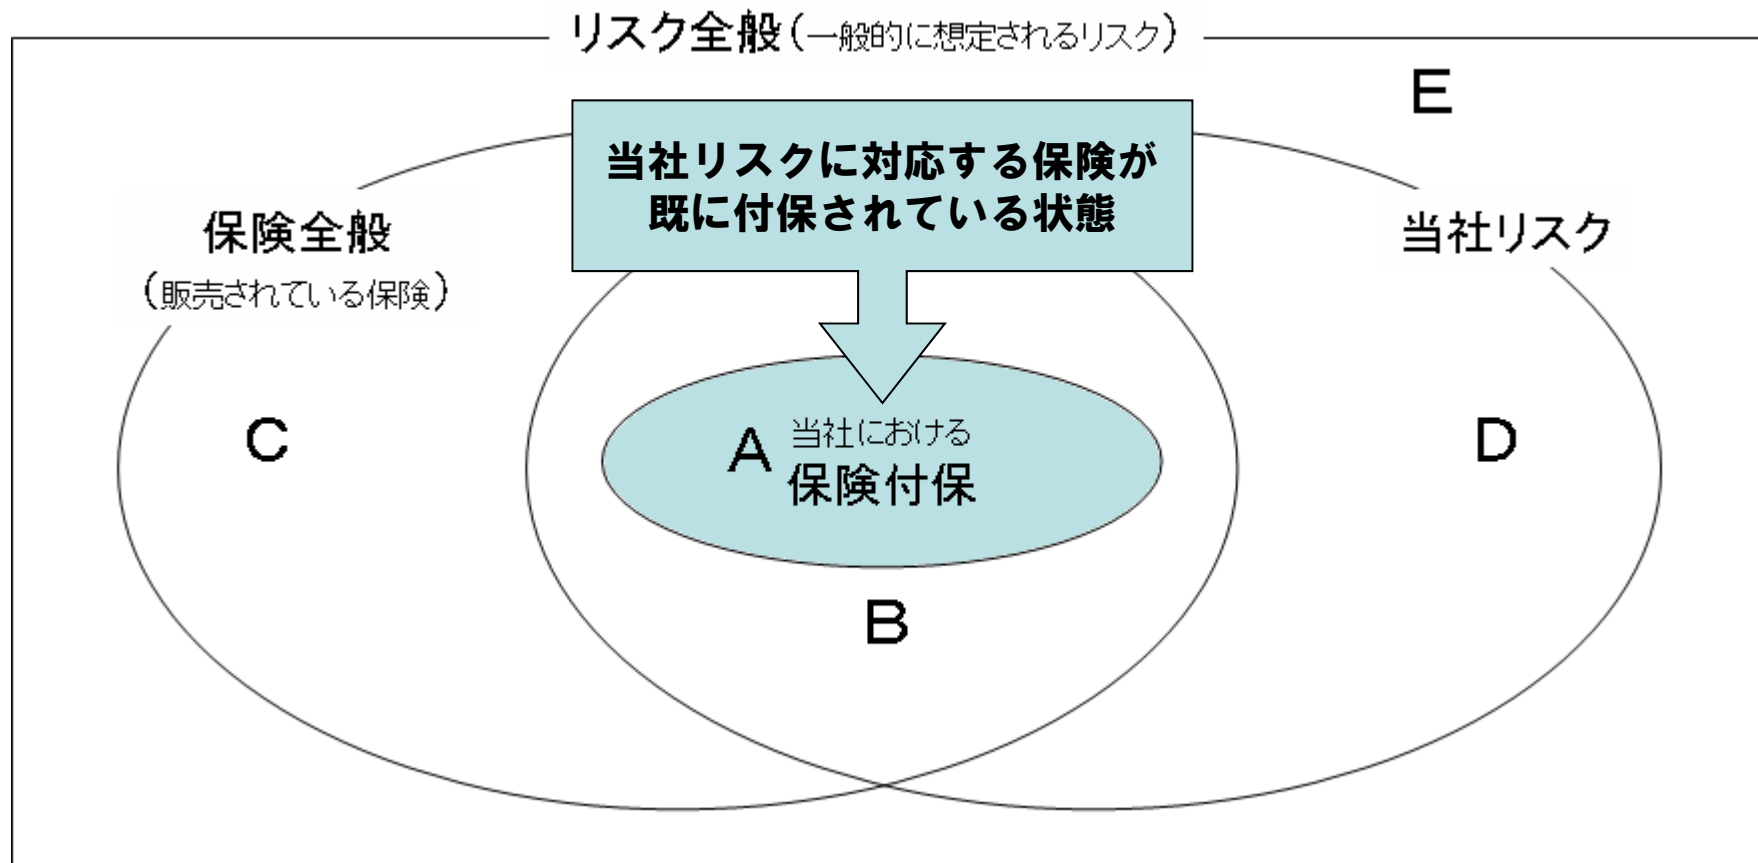 リスク全般(一般的に想定されるリスク)
E
当社リスクに対応する保険が
既に付保されている状態
保険全般
(販売されている保険)
当社リスク
C
A 当社における
保険付保
D
B